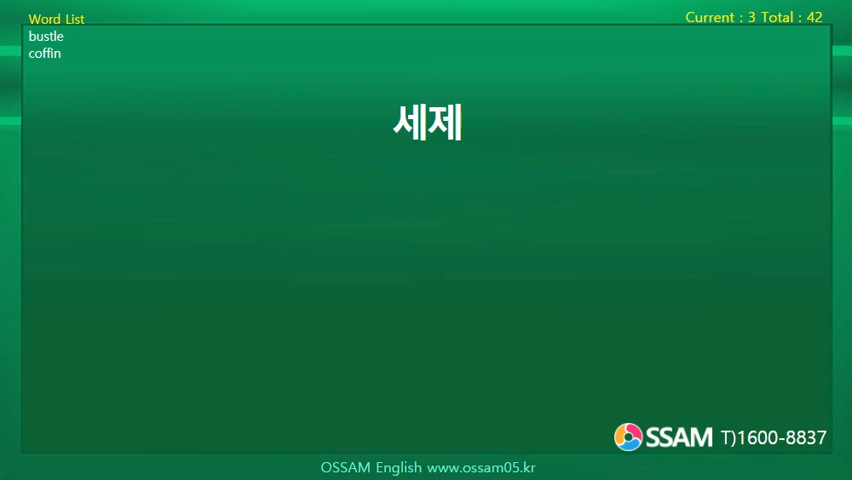 Word List
Current : 3 Total : 42
bustle
coffin
세제
SSAM T)1600-8837
OSSAM English www.ossam05.kr